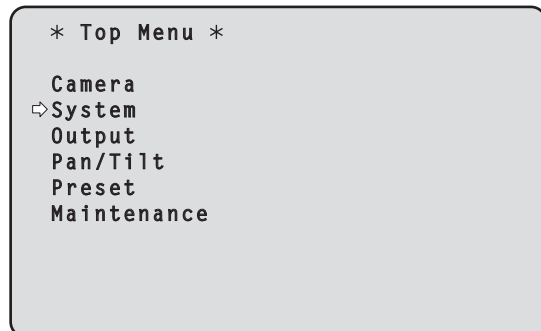 * Top Menu *
Camera
⇨System
Output
Pan/Tilt
Preset
Maintenance